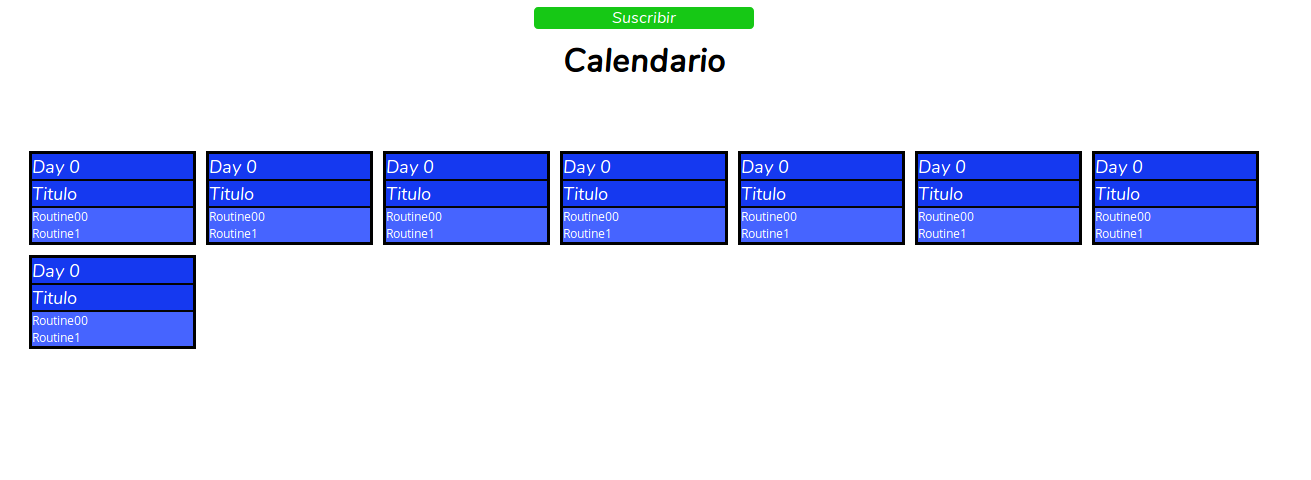 Suscribir
Calendario
Day 0 Day 0 Day 0 Day 0 Day 0 Day 0 Day 0
Titulo Titulo Titulo Titulo Titulo Titulo Titulo
Routine00 Routine00 Routine00 Routine00 Routine00 Routine00 Routine00
Routine1 Routine1 Routine1 Routine1 Routine1 Routine1 Routine1
Day 0
Titulo
Routine00
Routine1